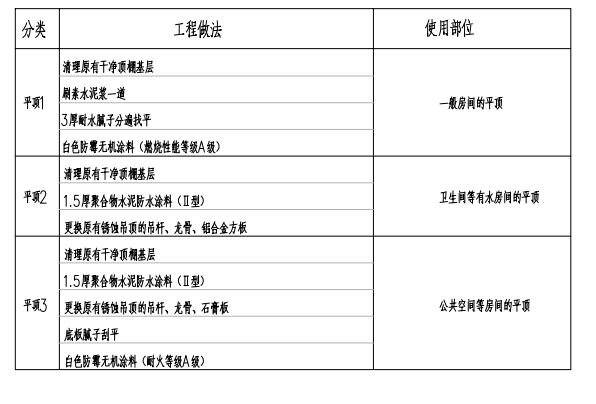 分类 工程做法 使用部位
平顶1
清理原有干净顶棚基层
刷素水泥浆一道
3厚耐水腻子分遍找平
白色防霉无机涂料（燃烧性能等级A级）
一般房间的平顶
平顶2
清理原有干净顶棚基层
1.5厚聚合物水泥防水涂料（Ⅱ型）
更换原有锈蚀吊顶的吊杆、龙骨、铝合金方板
卫生间等有水房间的平顶
平顶3
清理原有干净顶棚基层
1.5厚聚合物水泥防水涂料（Ⅱ型）
更换原有锈蚀吊顶的吊杆、龙骨、石膏板
底板腻子刮平
白色防霉无机涂料（耐火等级A级）
公共空间等房间的平顶